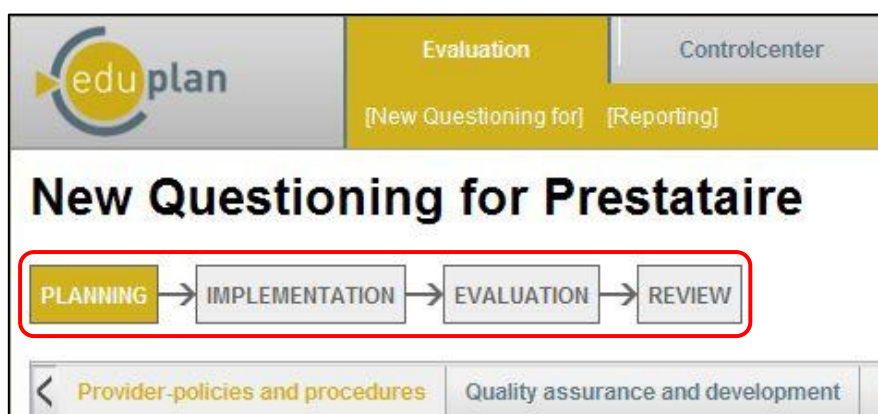 eduplan
Evaluation Controlcenter
[New Questioning for] [Reporting]
New Questioning for Prestataire
PLANNING IMPLEMENTATION EVALUATION REVIEW
Provider-policies and procedures Quality assurance and development